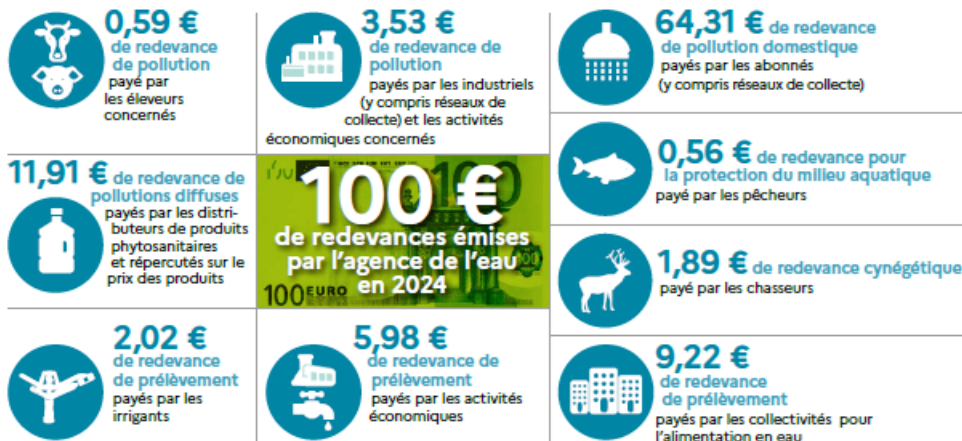 0,59 €
de redevance
de pollution
payé par
les éleveurs
concernés
3,53 €
de redevance de
pollution
payés par les industriels
(y compris réseaux de
collecte) et les activités
économiques concernés
64,31 € de redevance
de pollution domestique
payés par les abonnés
(y compris réseaux de collecte)
11,91 € de redevance de
pollutions diffuses
payés par les distri-
buteurs de produits
phytosanitaires
et répercutés sur le
prix des produits
100 €
de redevances émises
par l'agence de l'eau
en 2024
100 EURO
0,56 € de redevance pour
la protection du milieu aquatique
payé par les pêcheurs
1,89 € de redevance cynégétique
payé par les chasseurs
2,02 €
de redevance
de prélèvement
payés par les
irrigants
5,98 €
de redevance de
prélèvement
payés par les activités
économiques
9,22 €
de redevance
de prélèvement
payés par les collectivités pour
l'alimentation en eau